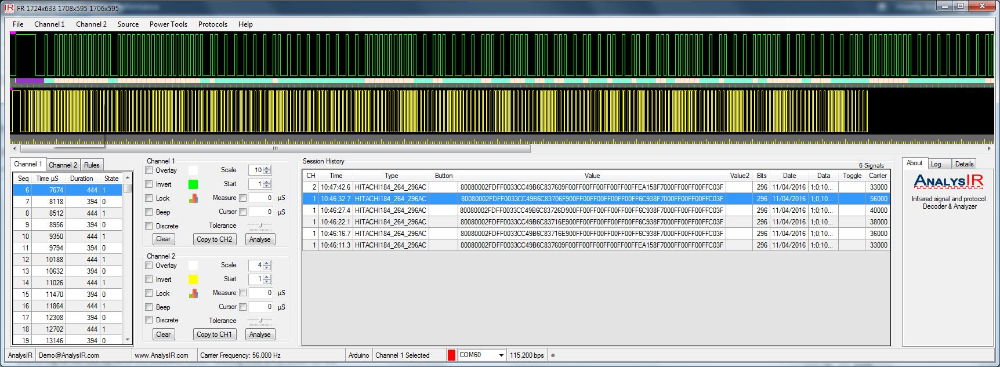 FR 1724x633 1708x595 1706x595
File Channel 1 Channel 2 Source Power Tools Protocols Help
Channel 1 Channel 2 Rules
Seq Time µS Duration State
6 7674 444 1
7 8118 394 0
8 8512 444 1
9 8956 394 0
10 9350 444 1
11 9794 394 0
12 10188 444 1
13 10632 394 0
14 11026 444 1
15 11470 394 0
16 11864 444 1
17 12308 394 0
18 12702 444 1
19 13146 394 0
Channel 1
Overlay Scale 10
Invert Start 1
Lock Measure 0 µS
Beep Cursor 0 µS
Discrete Tolerance
Clear Copy to CH2 Analyse
Channel 2
Overlay Scale 4
Invert Start 1
Lock Measure 0 µS
Beep Cursor 0 µS
Discrete Tolerance
Clear Copy to CH1 Analyse
Session History 6 Signals
CH Time Type Button Value Value2 Bits Date Data Toggle Carrier
2 10:47:42.6 HITACHI184_264_296AC 80080002FDFF0033CC49B6C837609F00FF00FF00FF00FF00FFEA158F7000FF00FF00FFC03F 296 11/04/2016 1;0;10... 33000
1 10:46:32.7 HITACHI184_264_296AC 80080002FDFF0033CC49B6C83706F900FF00FF00FF00FF00FF6C938F7000FF00FF00FFC03F 296 11/04/2016 1;0;10... 56000
1 10:46:27.4 HITACHI184_264_296AC 80080002FDFF0033CC49B6C83726D900FF00FF00FF00FF00FF6C938F7000FF00FF00FFC03F 296 11/04/2016 1;0;10... 40000
1 10:46:22.1 HITACHI184_264_296AC 80080002FDFF0033CC49B6C83716E900FF00FF00FF00FF00FF6C938F7000FF00FF00FFC03F 296 11/04/2016 1;0;10... 38000
1 10:46:16.7 HITACHI184_264_296AC 80080002FDFF0033CC49B6C83716E900FF00FF00FF00FF00FF6C938F7000FF00FF00FFC03F 296 11/04/2016 1;0;10... 36000
1 10:46:11.3 HITACHI184_264_296AC 80080002FDFF0033CC49B6C837609F00FF00FF00FF00FF00FFEA158F7000FF00FF00FFC03F 296 11/04/2016 1;0;10... 33000
About Log Details
ANALYSIR
Infrared signal and protocol
Decoder & Analyzer
AnalysIR Demo@AnalysIR.com www.AnalysIR.com Carrier Frequency: 56,000 Hz Arduino Channel 1 Selected COM60 115,200 bps